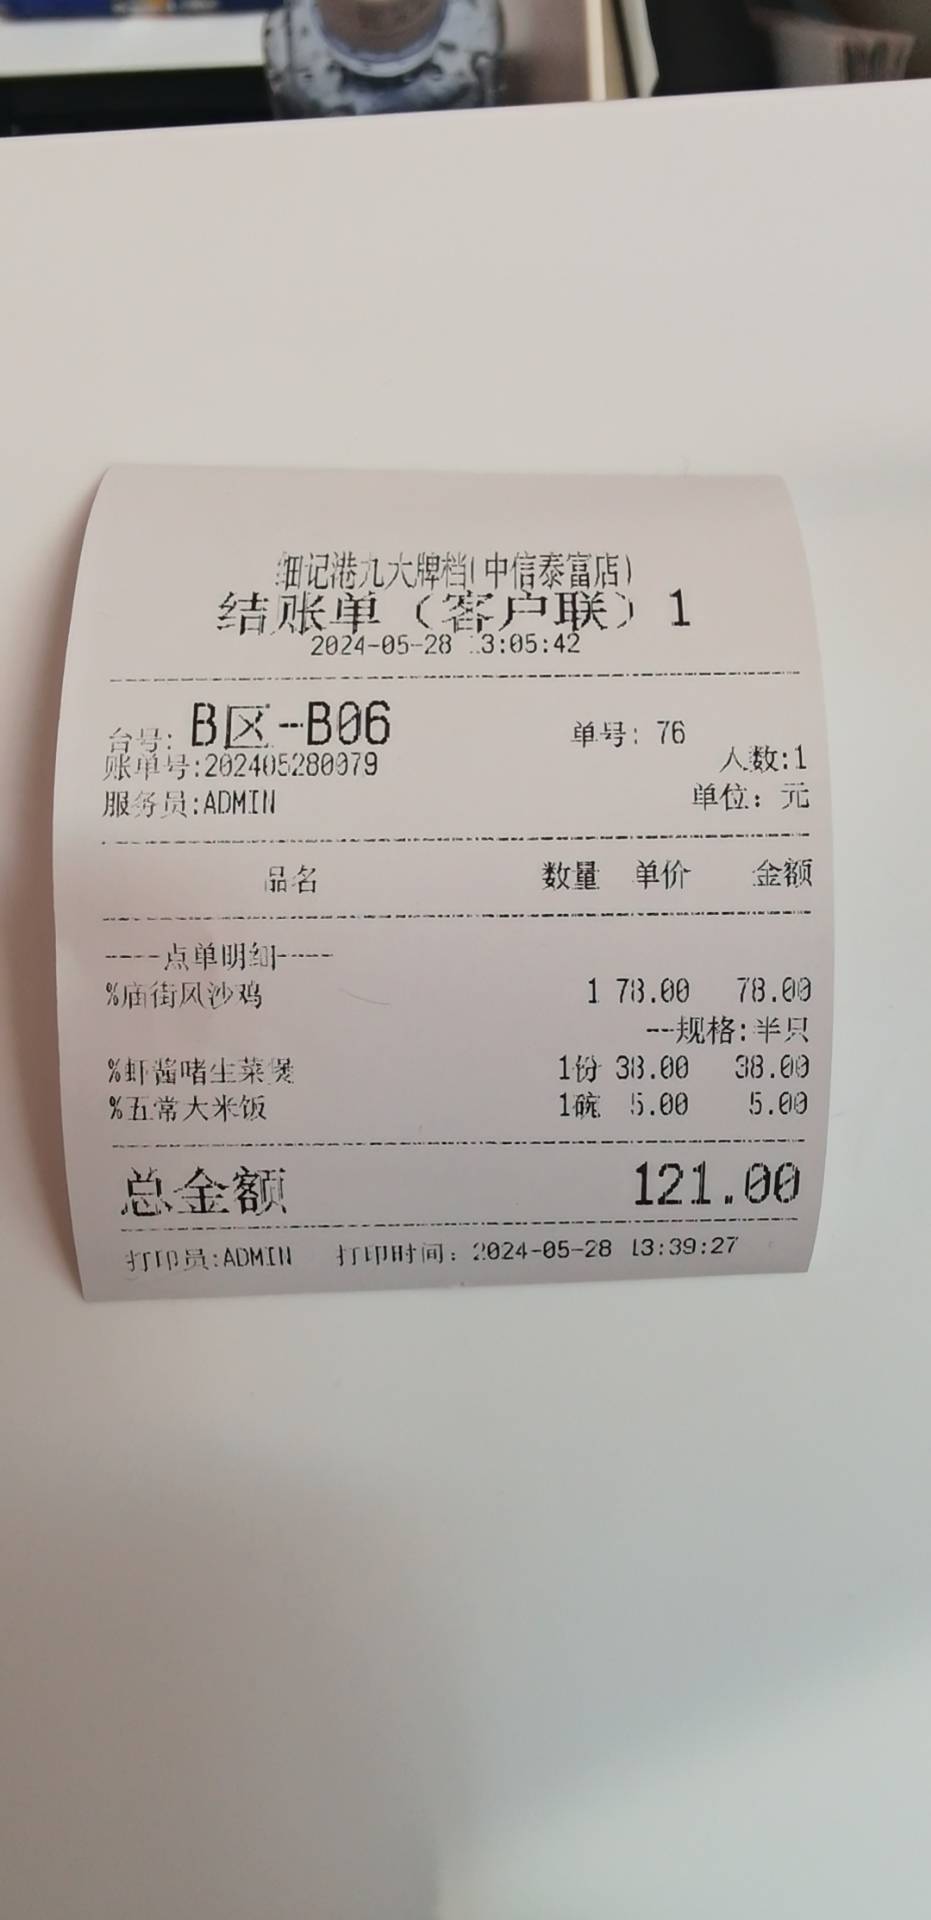 细记港九大牌档(中信泰富店)
结账单（客户联）1
2024-05-28 13:05:42
台号: B区-B06 单号: 76
账单号:202405280079 人数:1
服务员:ADMIN 单位: 元
品名 数量 单价 金额
----点单明细----
%庙街风沙鸡 1 78.00 78.00
--规格:半只
%虾酱啫生菜煲 1份 38.00 38.00
%五常大米饭 1碗 5.00 5.00
总金额 121.00
打印员:ADMIN 打印时间: 2024-05-28 13:39:27